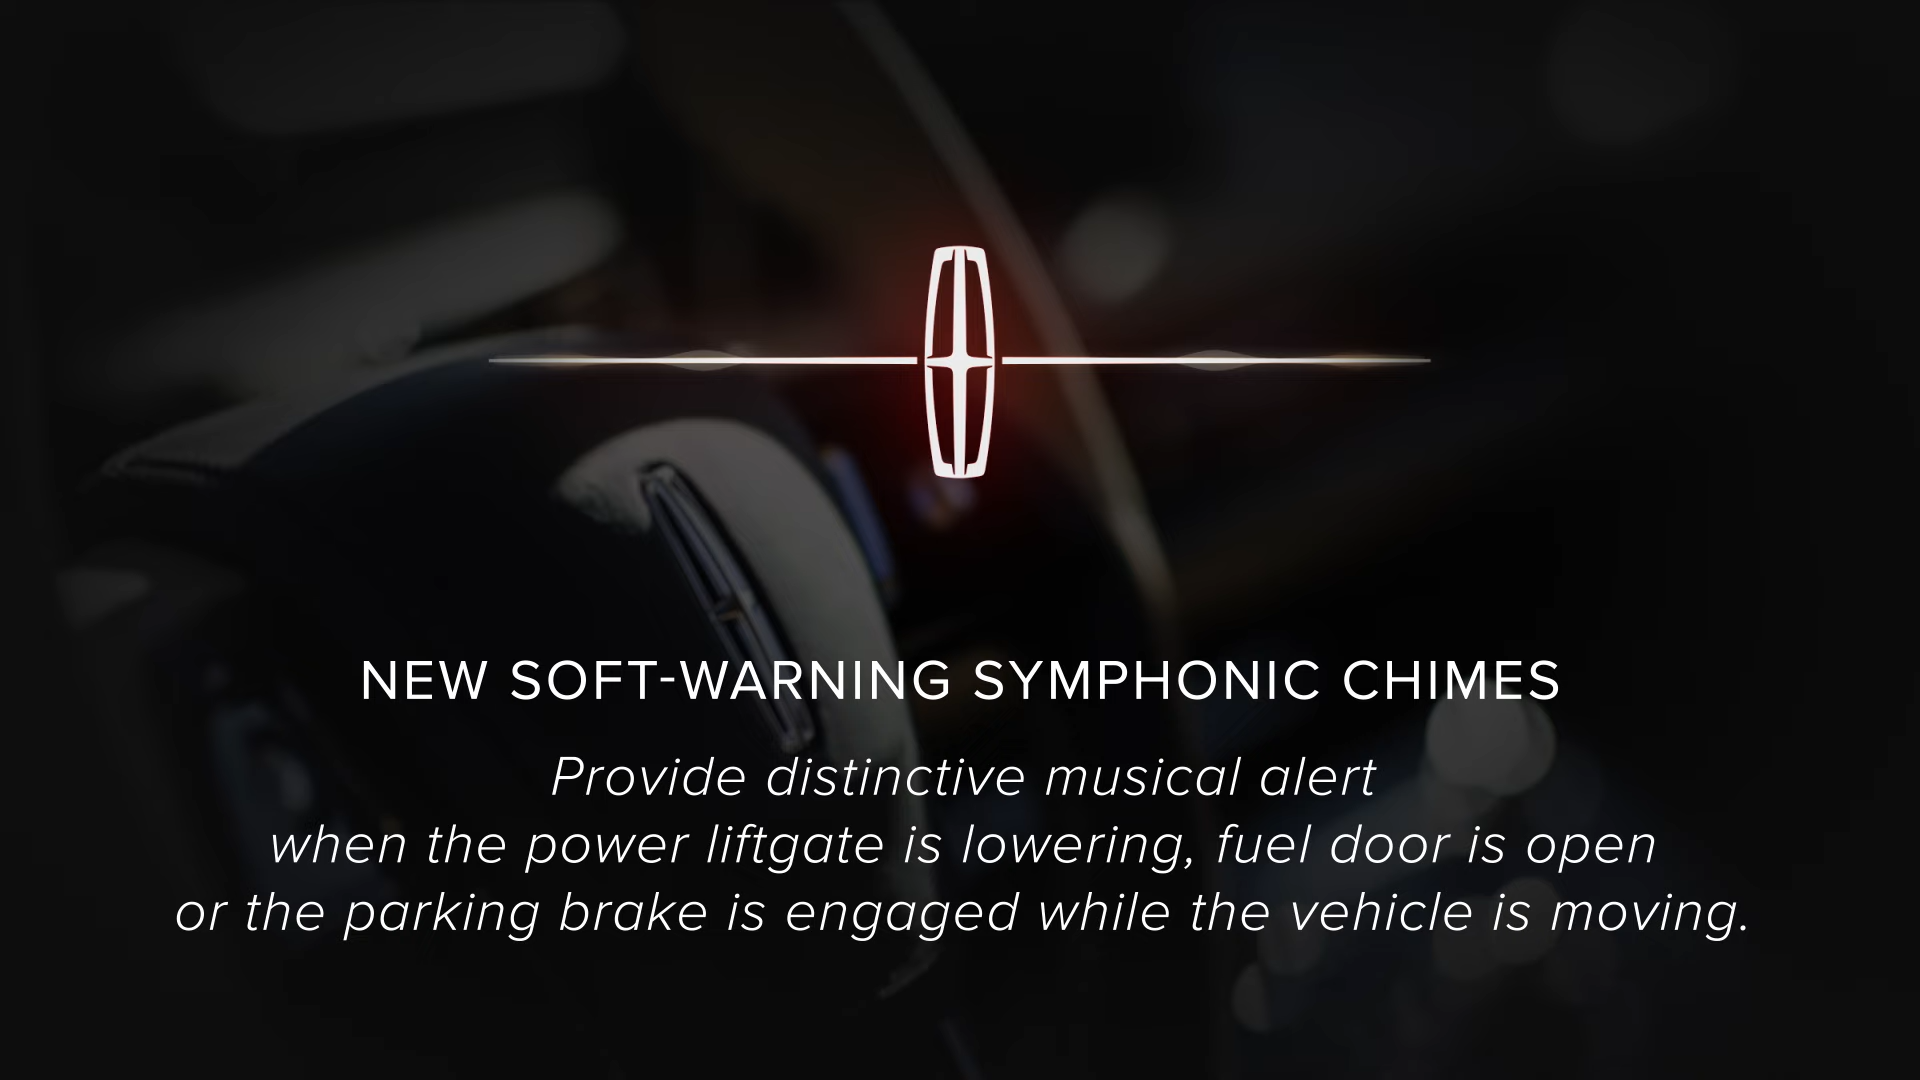 NEW SOFT-WARNING SYMPHONIC CHIMES
Provide distinctive musical alert
when the power liftgate is lowering, fuel door is open
or the parking brake is engaged while the vehicle is moving.